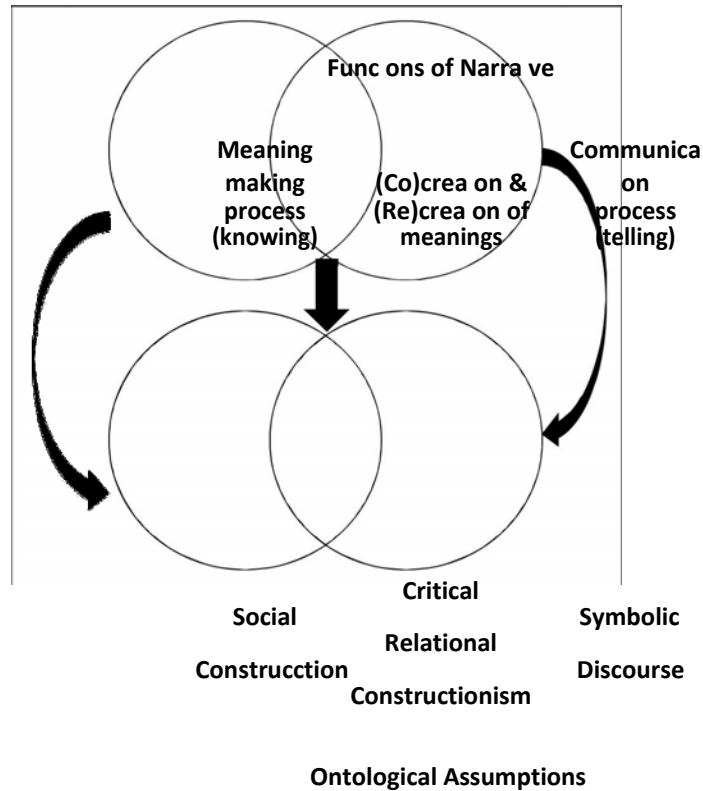 Func ons of Narra ve
Meaning
making
process
(knowing)
(Co)crea on &
(Re)crea on of
meanings
Communica
on
process
(telling)
Social
Construcction
Critical
Relational
Constructionism
Symbolic
Discourse
Ontological Assumptions